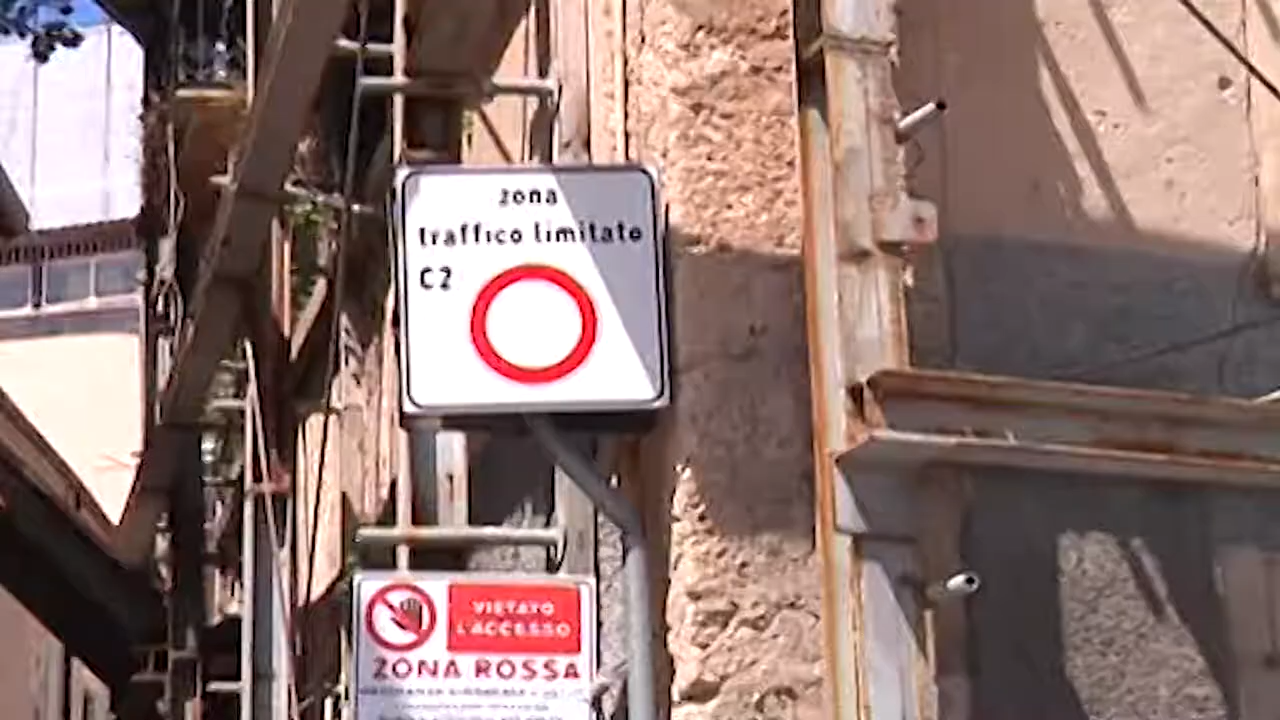 zona
traffico limitato
C2
VIETATO
L'ACCESSO
ZONA ROSSA